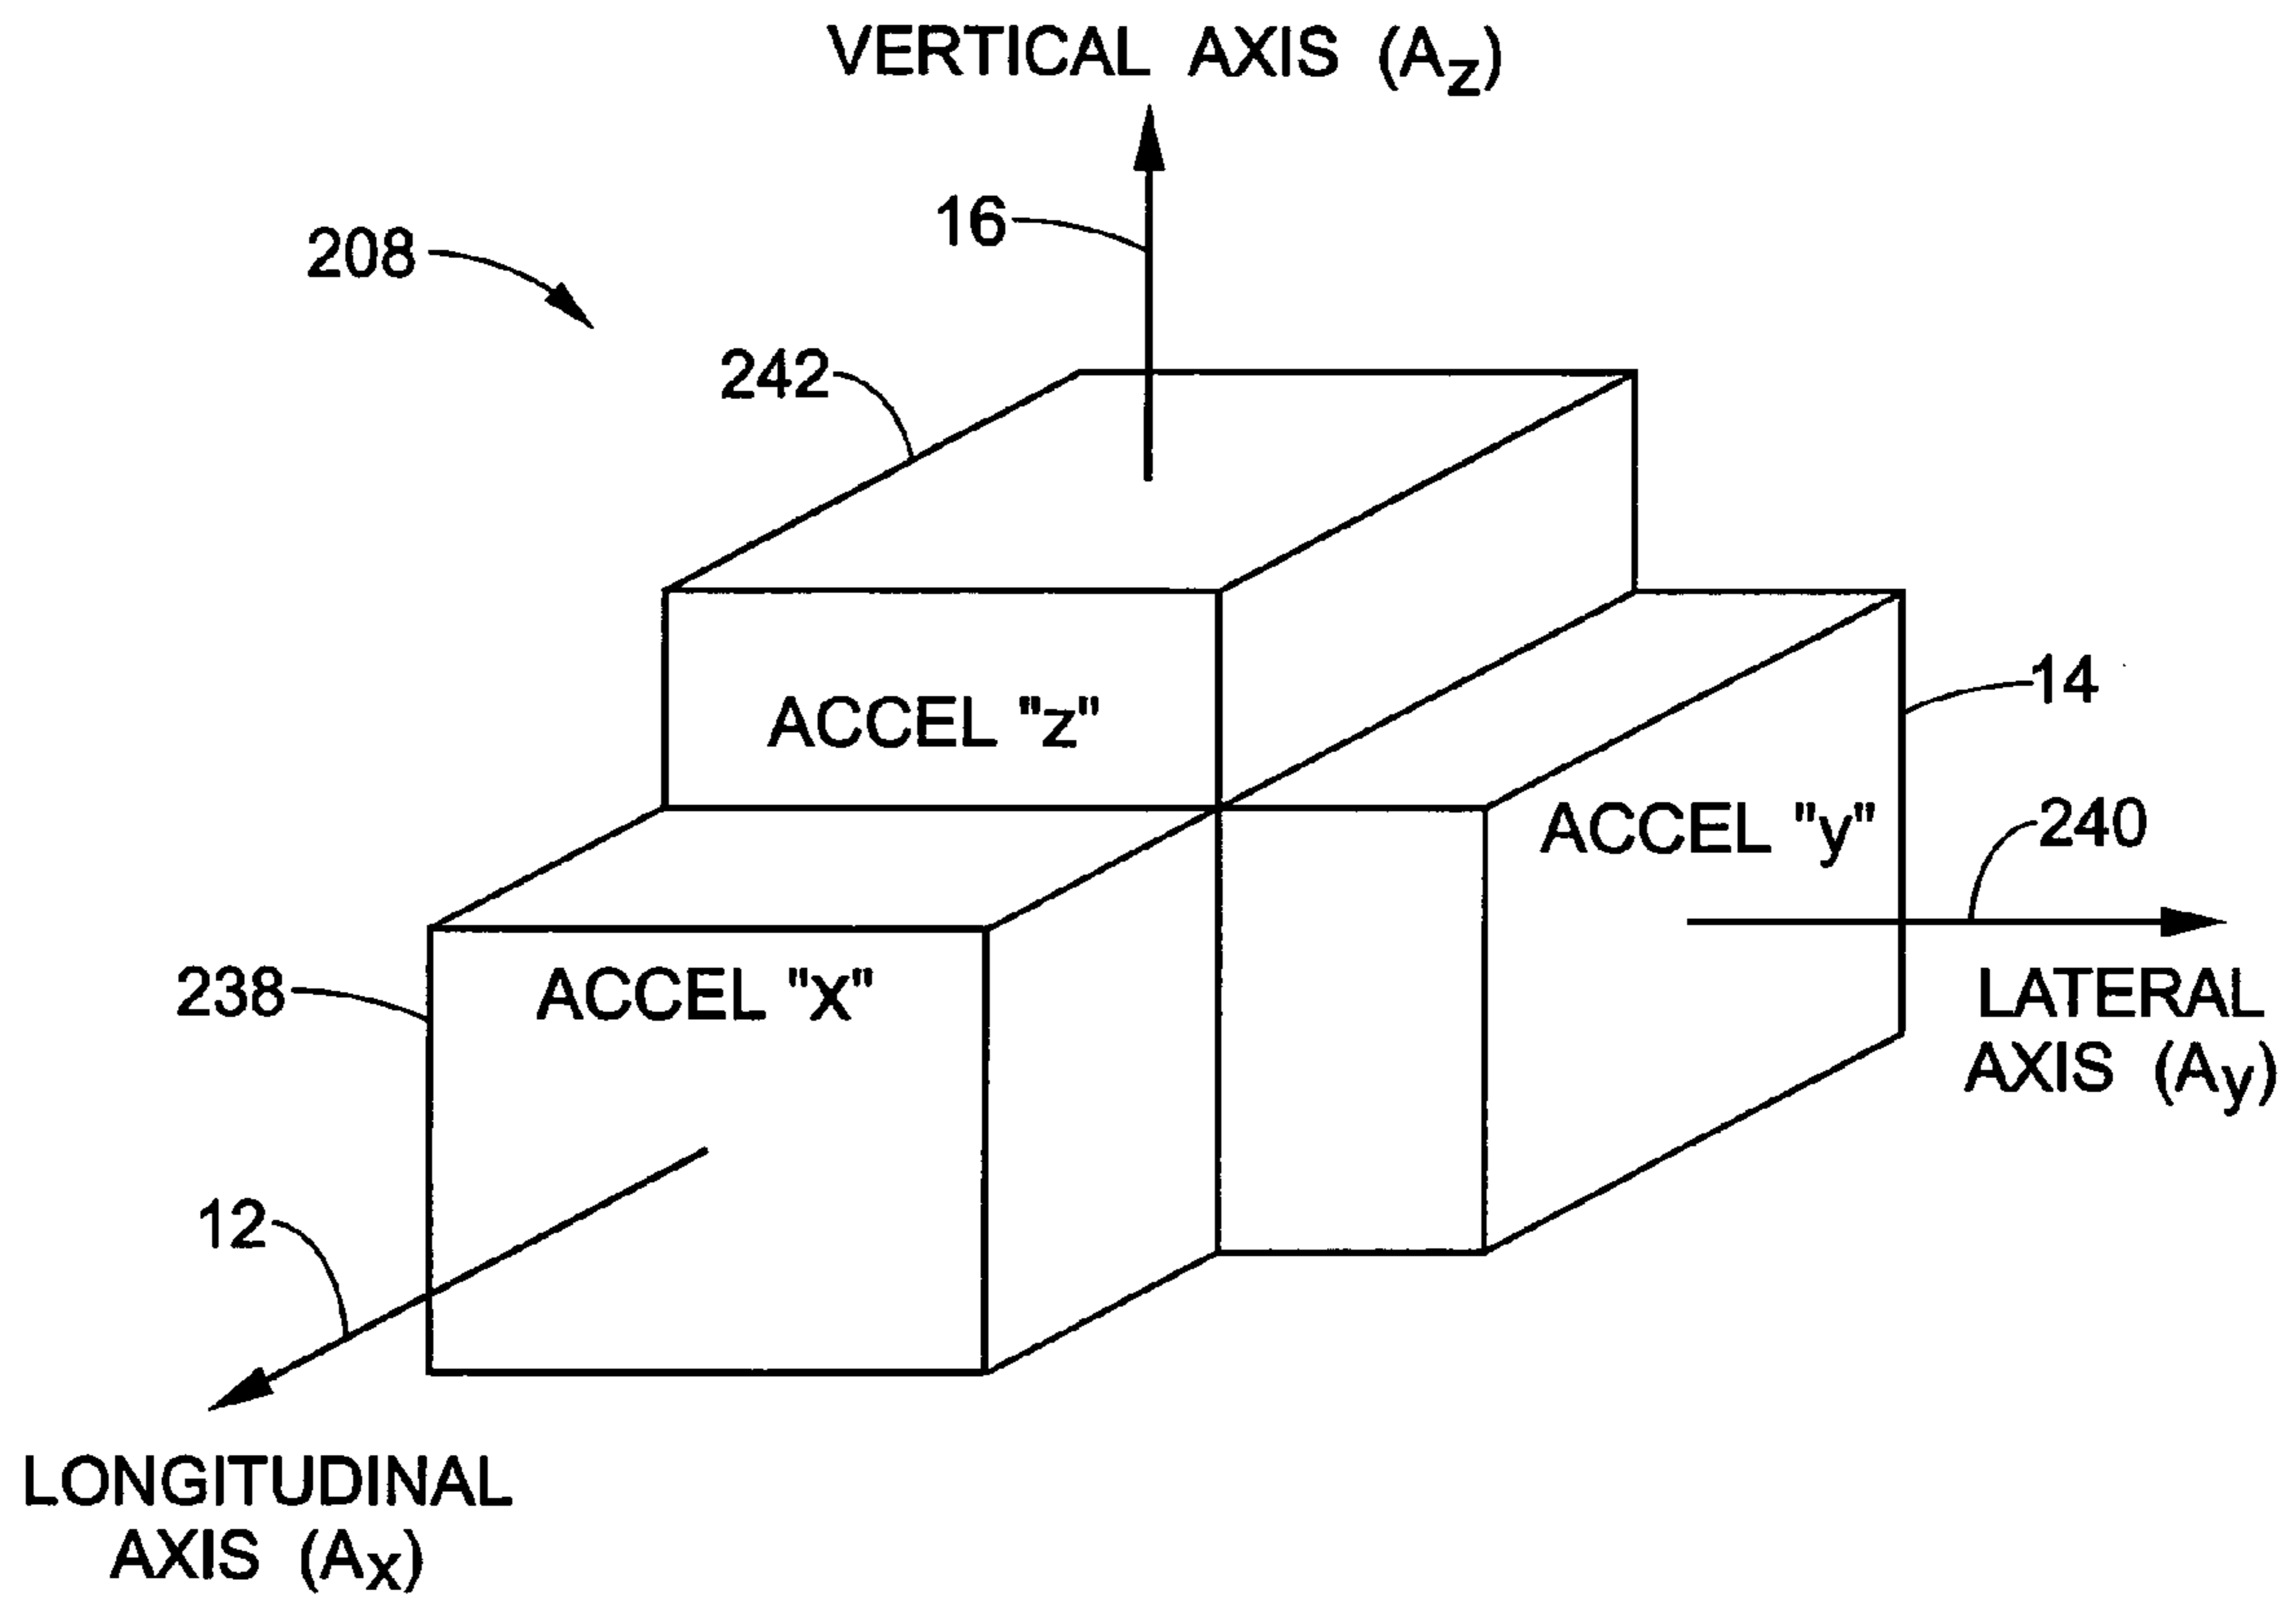 VERTICAL AXIS (Az)
16
208
242
14
ACCEL "z"
ACCEL "y"
240
238
ACCEL "x"
LATERAL
AXIS (Ay)
12
LONGITUDINAL
AXIS (Ax)